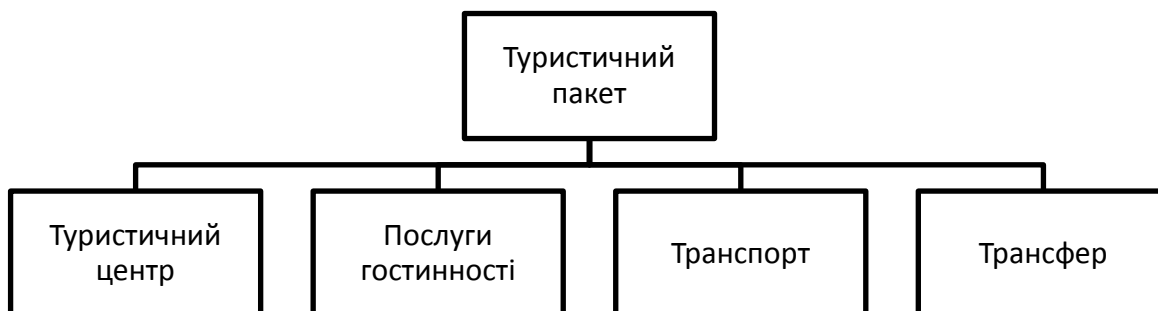 Туристичний
пакет
Туристичний
центр
Послуги
гостинності
Транспорт
Трансфер